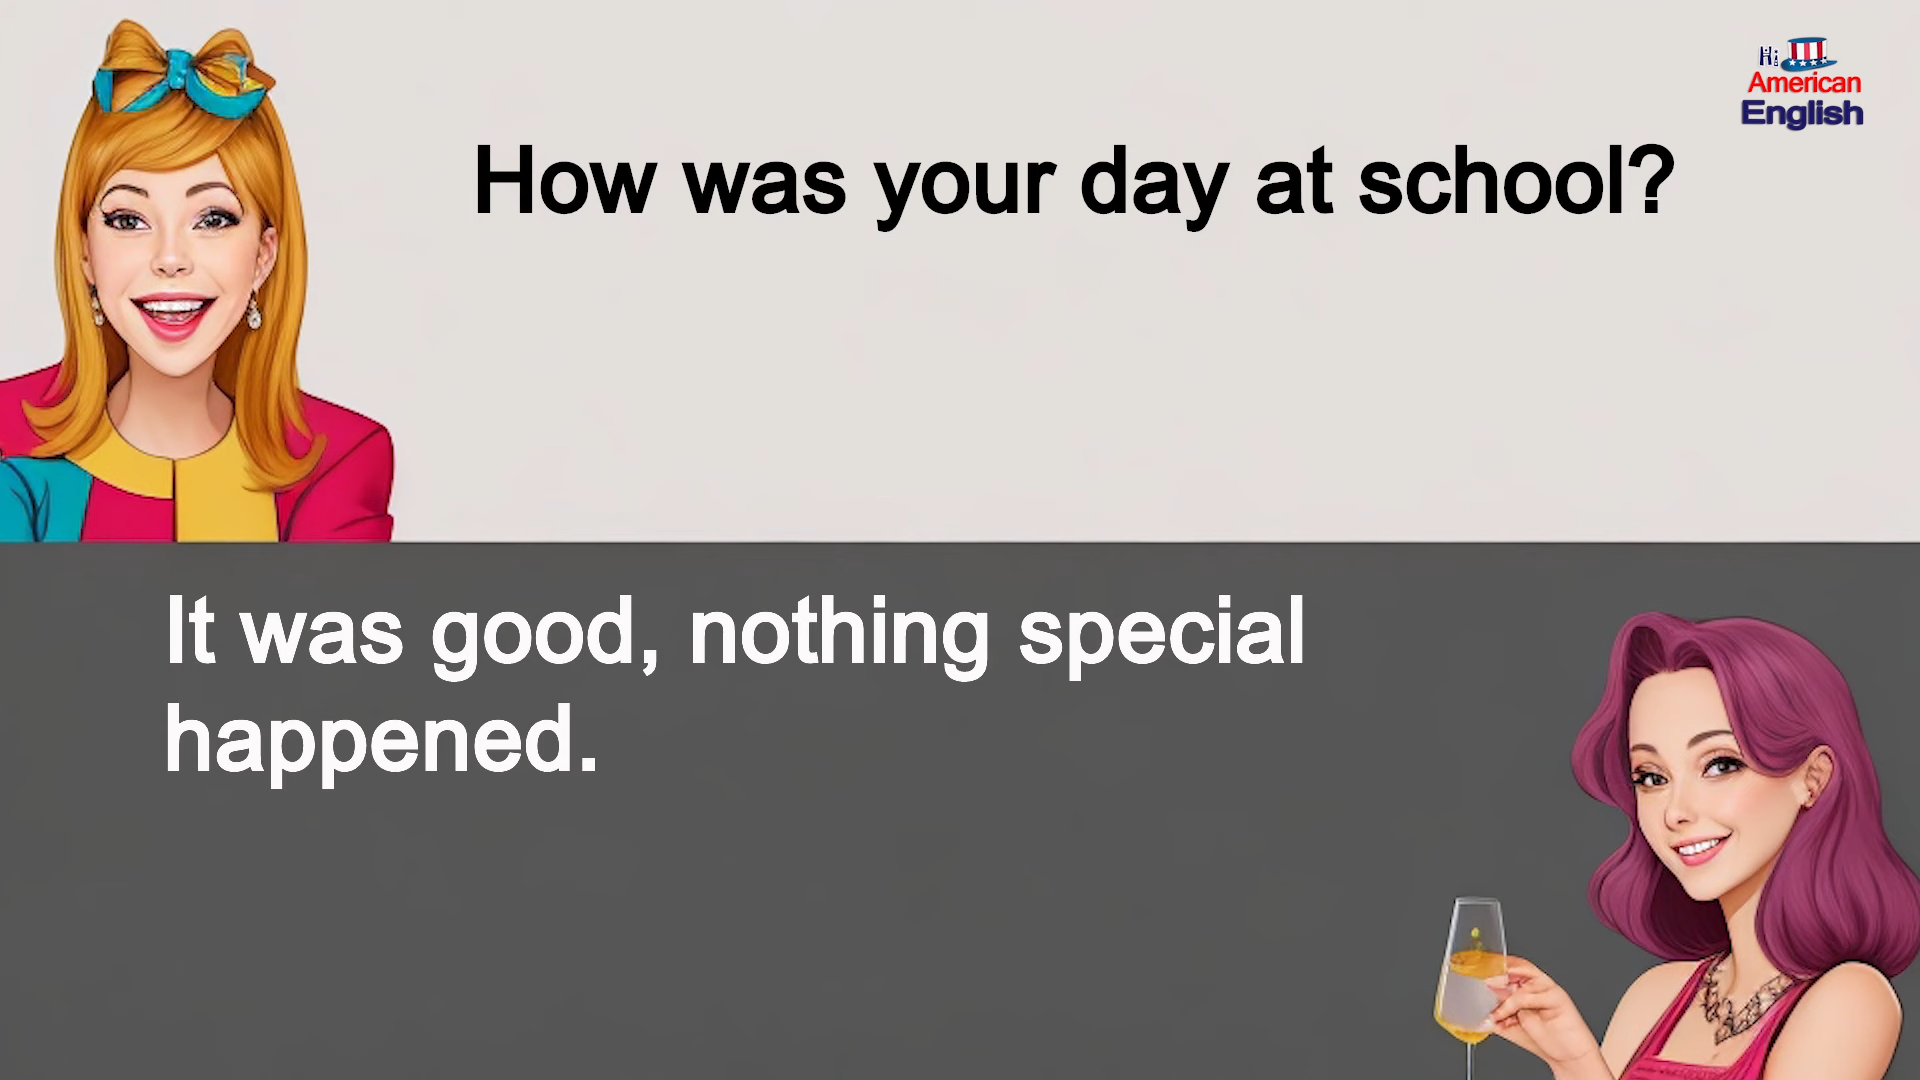 Hi
American
English
How was your day at school?
It was good, nothing special
happened.